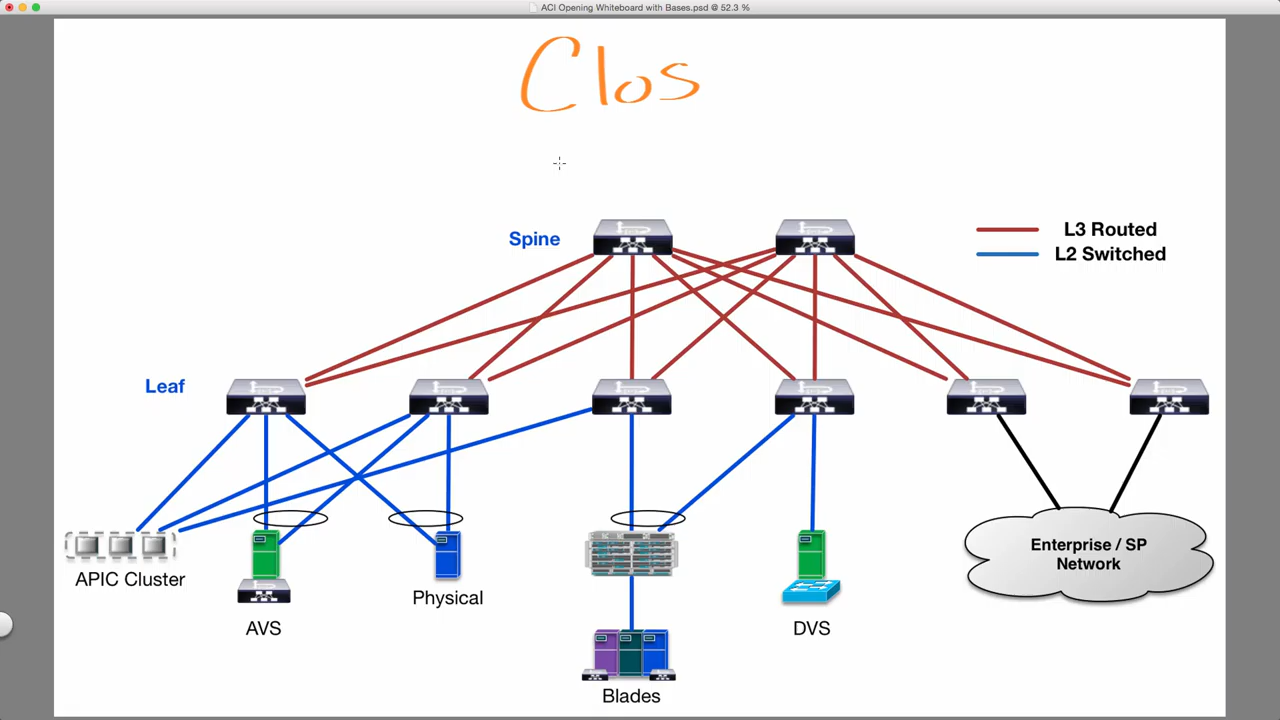 ACI Opening Whiteboard with Bases.psd @ 52.3 %
Clos
Spine
L3 Routed
L2 Switched
Leaf
APIC Cluster
AVS
Physical
Blades
DVS
Enterprise / SP
Network